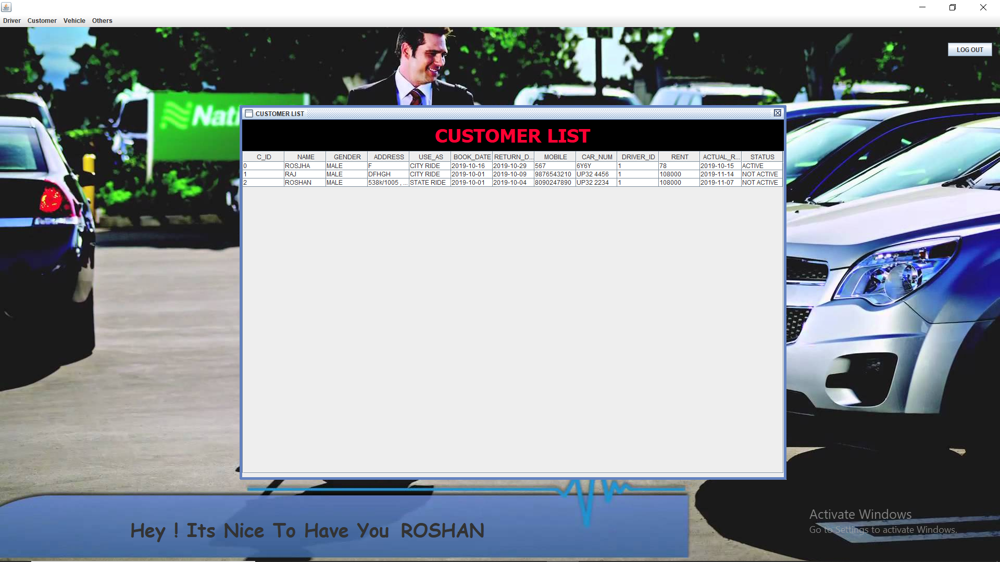 Driver Customer Vehicle Others
LOG OUT
Nati
CUSTOMER LIST
CUSTOMER LIST
C_ID NAME GENDER ADDRESS USE_AS BOOK_DATE RETURN_D... MOBILE CAR_NUM DRIVER_ID RENT ACTUAL_R... STATUS
0 ROSJHA MALE F CITY RIDE 2019-10-16 2019-10-29 567 6Y6Y 1 78 2019-10-15 ACTIVE
1 RAJ MALE DFHGH CITY RIDE 2019-10-01 2019-10-09 9876543210 UP32 4456 1 108000 2019-11-14 NOT ACTIVE
2 ROSHAN MALE 538k/1005 , ... STATE RIDE 2019-10-01 2019-10-04 8090247890 UP32 2234 1 108000 2019-11-07 NOT ACTIVE
Hey ! Its Nice To Have You ROSHAN
Activate Windows
Go to Settings to activate Windows.